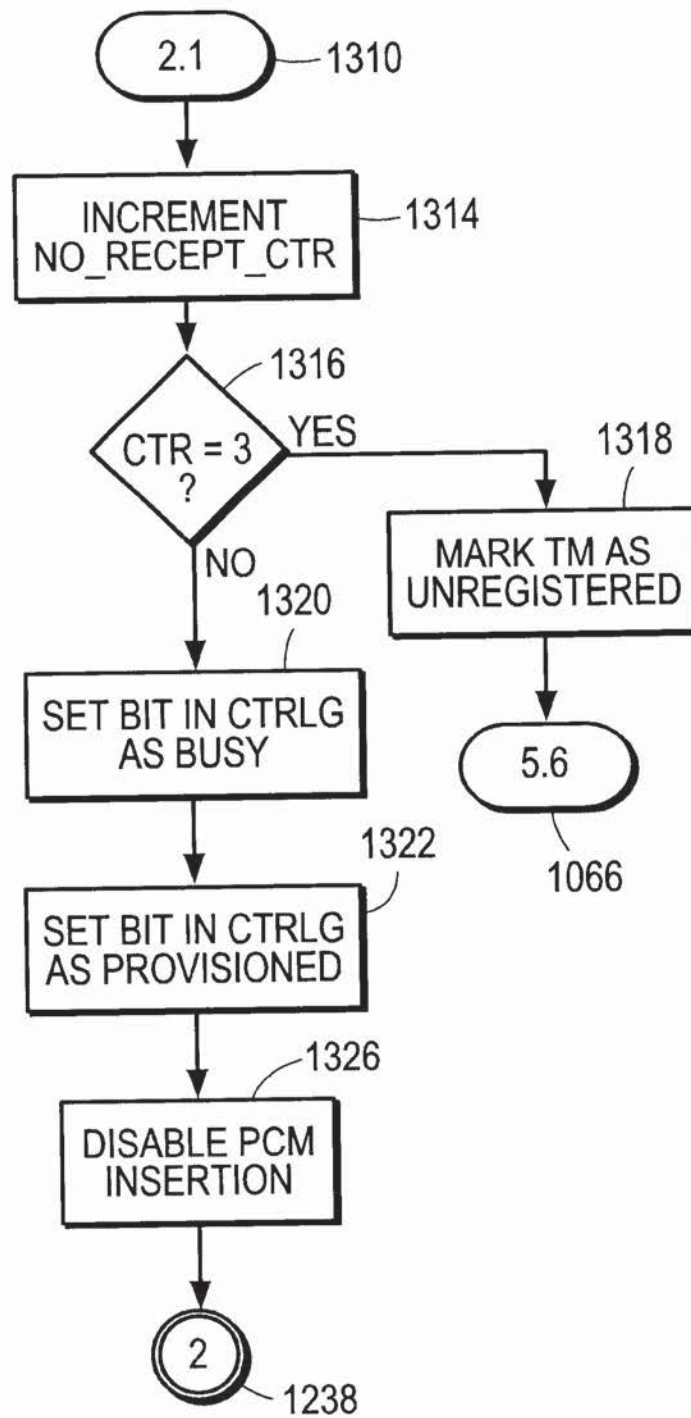 2.1
1310
INCREMENT
NO_RECEPT_CTR
1314
1316
CTR = 3
?
YES
NO
1318
MARK TM AS
UNREGISTERED
5.6
1066
1320
SET BIT IN CTRLG
AS BUSY
1322
SET BIT IN CTRLG
AS PROVISIONED
1326
DISABLE PCM
INSERTION
2
1238